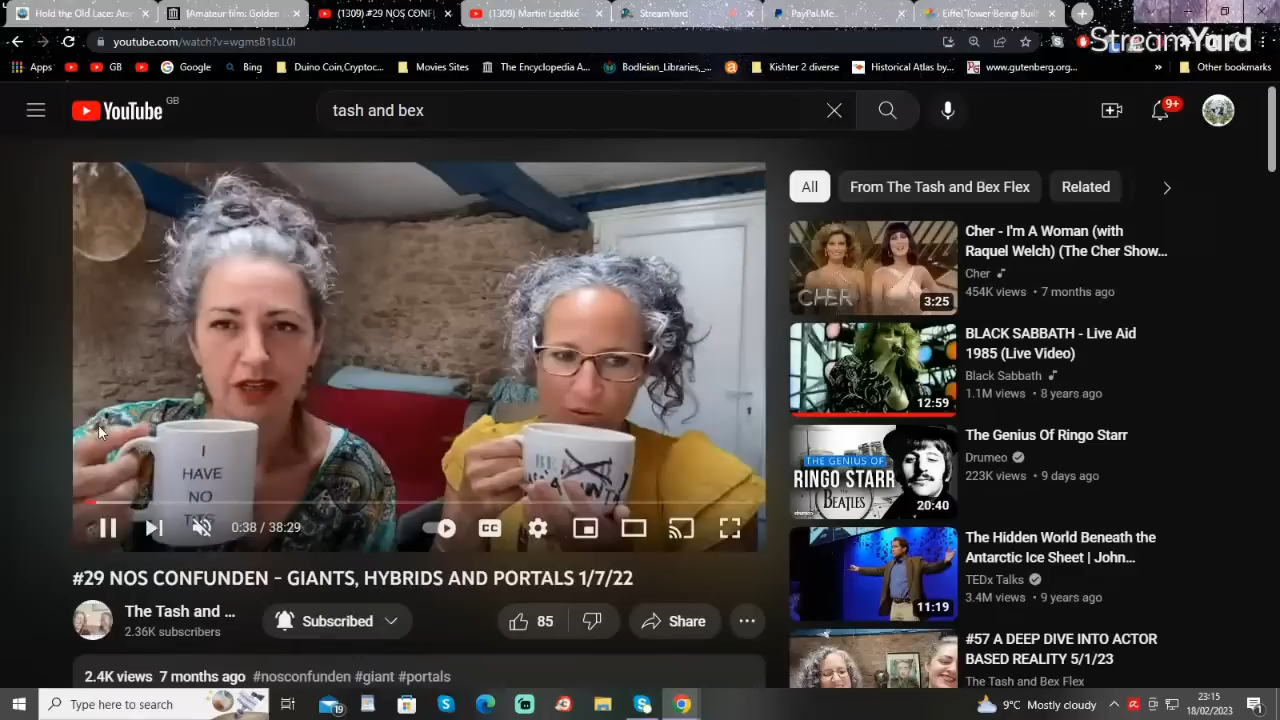 Hold the Old Lace: Arse
[Amateur film: Golden
(1309) #29 NOS CONF
(1309) Martin Liedtke
StreamYard
PayPal.Me
Eiffel Tower Being Buil
StreamYard
youtube.com/watch?v=wgmsB1sLL0I
Apps
GB
Google
Bing
Duino Coin,Cryptoc...
Movies Sites
The Encyclopedia A...
Bodleian_Libraries,_...
Kishter 2 diverse
Historical Atlas by...
www.gutenberg.org...
»
Other bookmarks
YouTube GB
tash and bex
9+
All
From The Tash and Bex Flex
Related
Cher - I'm A Woman (with
Raquel Welch) (The Cher Show...
Cher
454K views • 7 months ago
CHER
3:25
BLACK SABBATH - Live Aid
1985 (Live Video)
Black Sabbath
1.1M views • 8 years ago
12:59
The Genius Of Ringo Starr
Drumeo
223K views • 9 days ago
THE GENIUS OF
RINGO STARR
BEATLES
20:40
The Hidden World Beneath the
Antarctic Ice Sheet | John...
TEDx Talks
3.4M views • 9 years ago
11:19
#57 A DEEP DIVE INTO ACTOR
BASED REALITY 5/1/23
The Tash and Bex Flex
I
HAVE
NO
0:38 / 38:29
CC
#29 NOS CONFUNDEN - GIANTS, HYBRIDS AND PORTALS 1/7/22
The Tash and ...
2.36K subscribers
Subscribed
85
Share
2.4K views 7 months ago #nosconfunden #giant #portals
Type here to search
19
9°C Mostly cloudy
23:15
18/02/2023
1